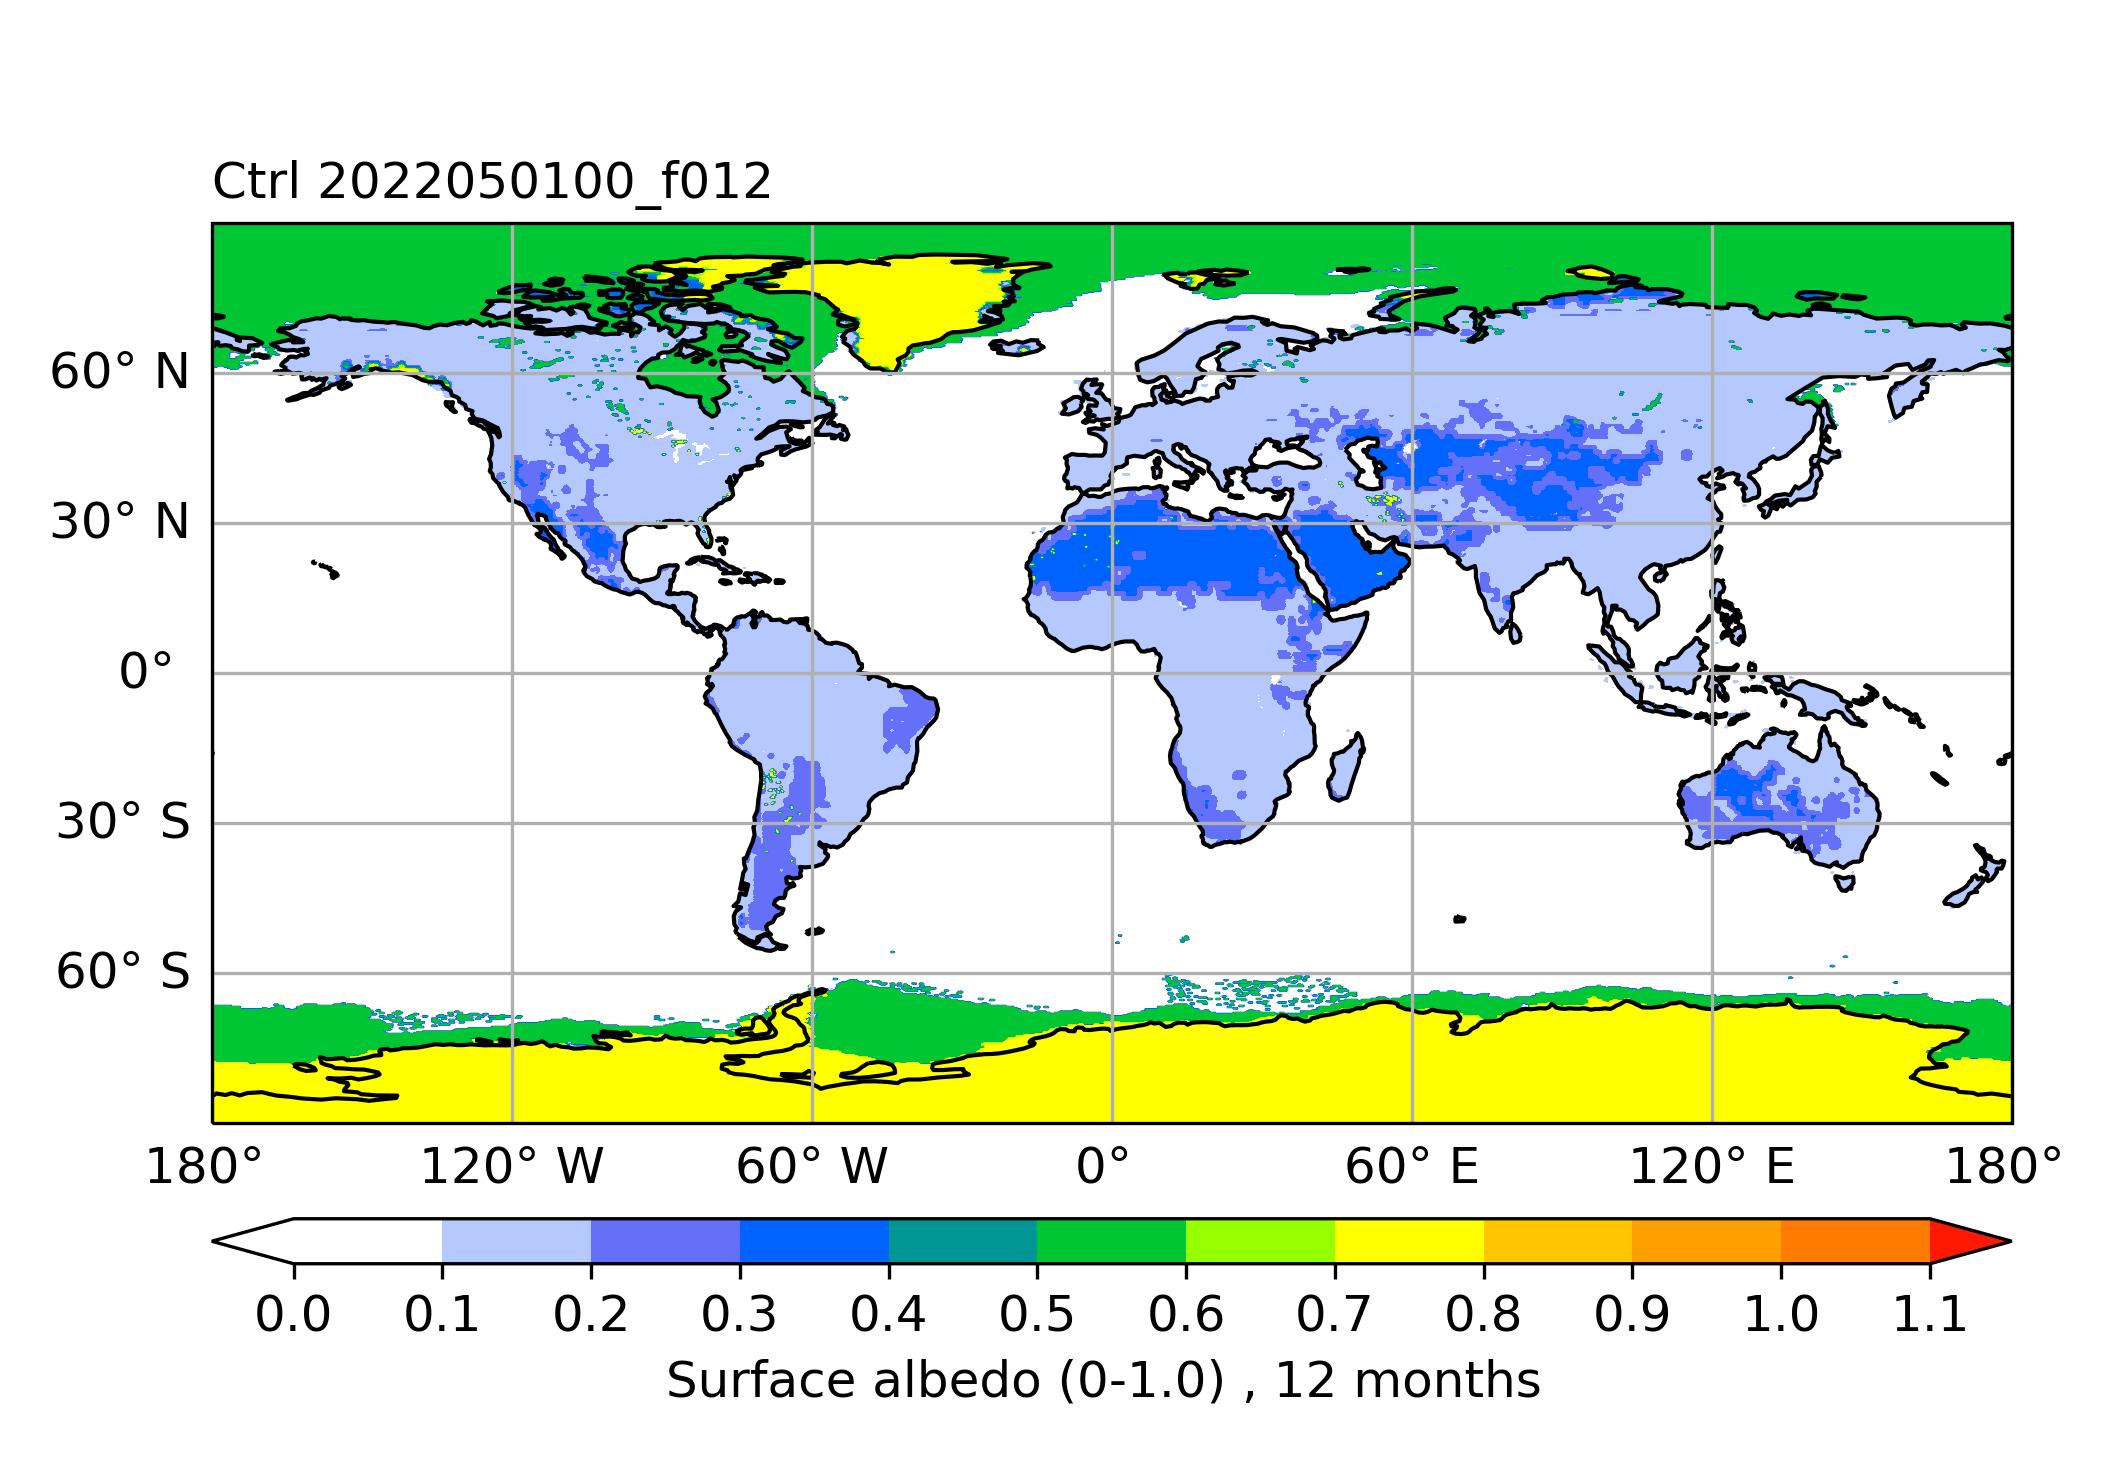 Ctrl 2022050100_f012
60° N
30° N
0°
30° S
60° S
180° 120° W 60° W 0° 60° E 120° E 180°
0.0 0.1 0.2 0.3 0.4 0.5 0.6 0.7 0.8 0.9 1.0 1.1
Surface albedo (0-1.0) , 12 months